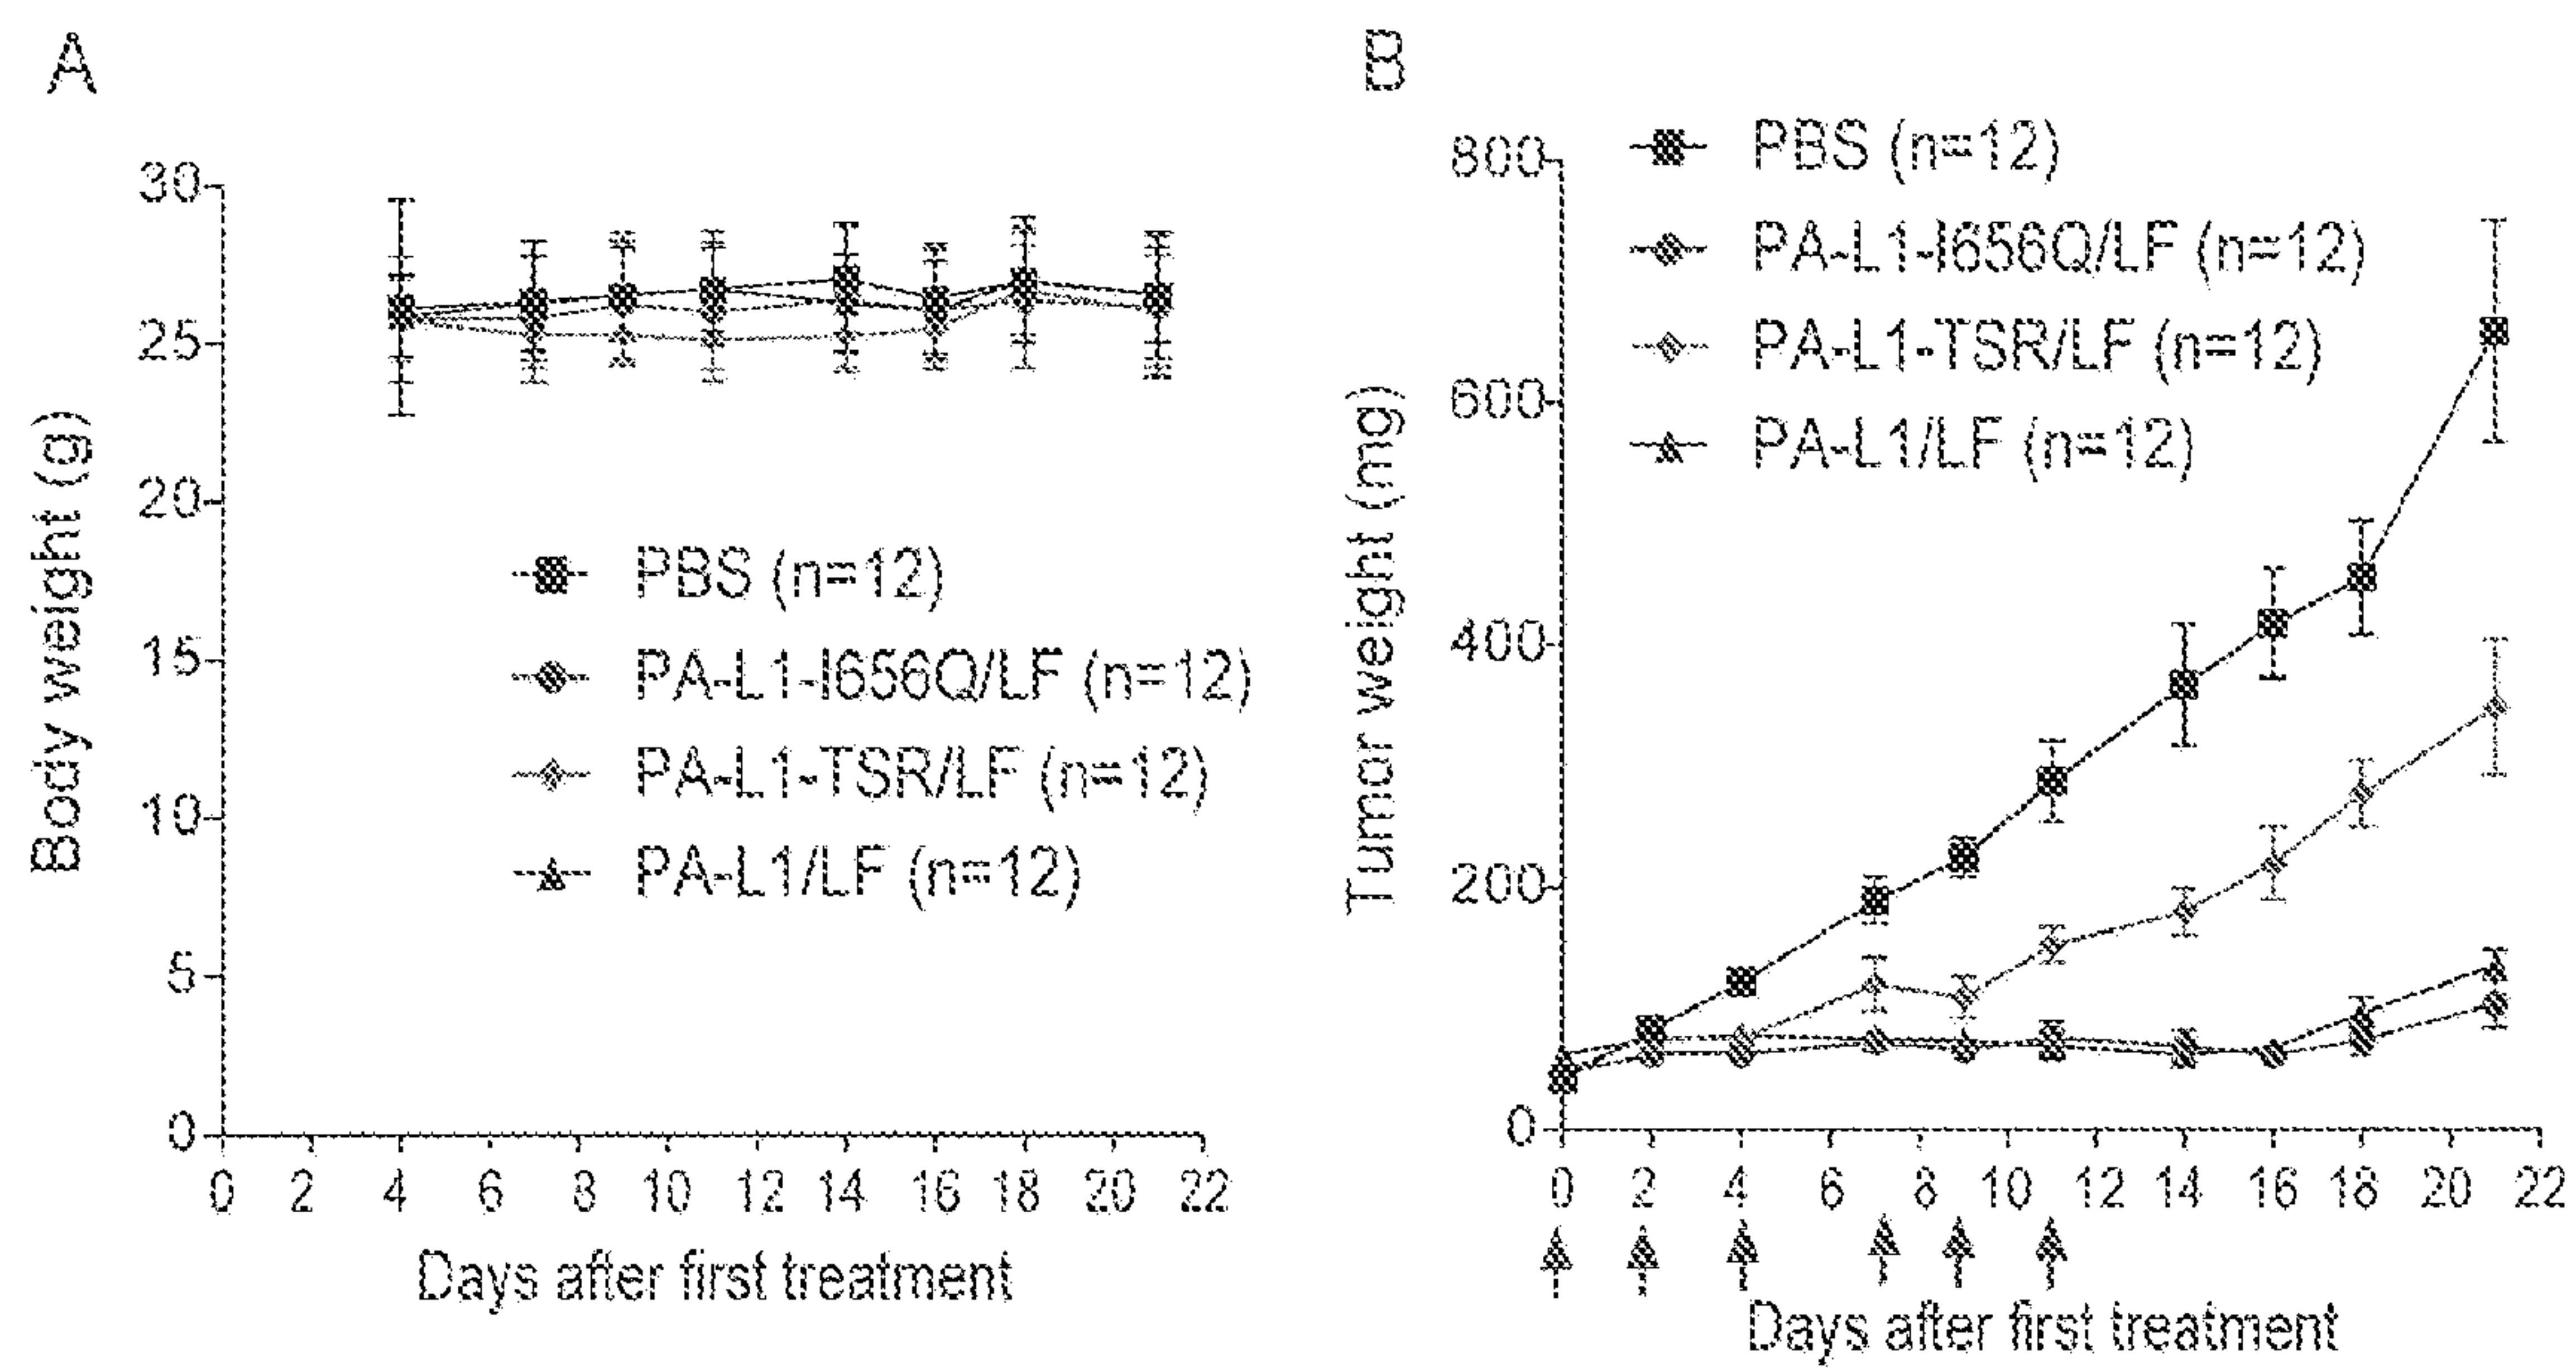 A
30
25
20
15
10
5
0
Body weight (g)
PBS (n=12)
PA-L1-I656Q/LF (n=12)
PA-L1-TSR/LF (n=12)
PA-L1/LF (n=12)
0 2 4 6 8 10 12 14 16 18 20 22
Days after first treatment
B
800
600
400
200
0
Tumor weight (mg)
PBS (n=12)
PA-L1-I656Q/LF (n=12)
PA-L1-TSR/LF (n=12)
PA-L1/LF (n=12)
0 2 4 6 8 10 12 14 16 18 20 22
Days after first treatment